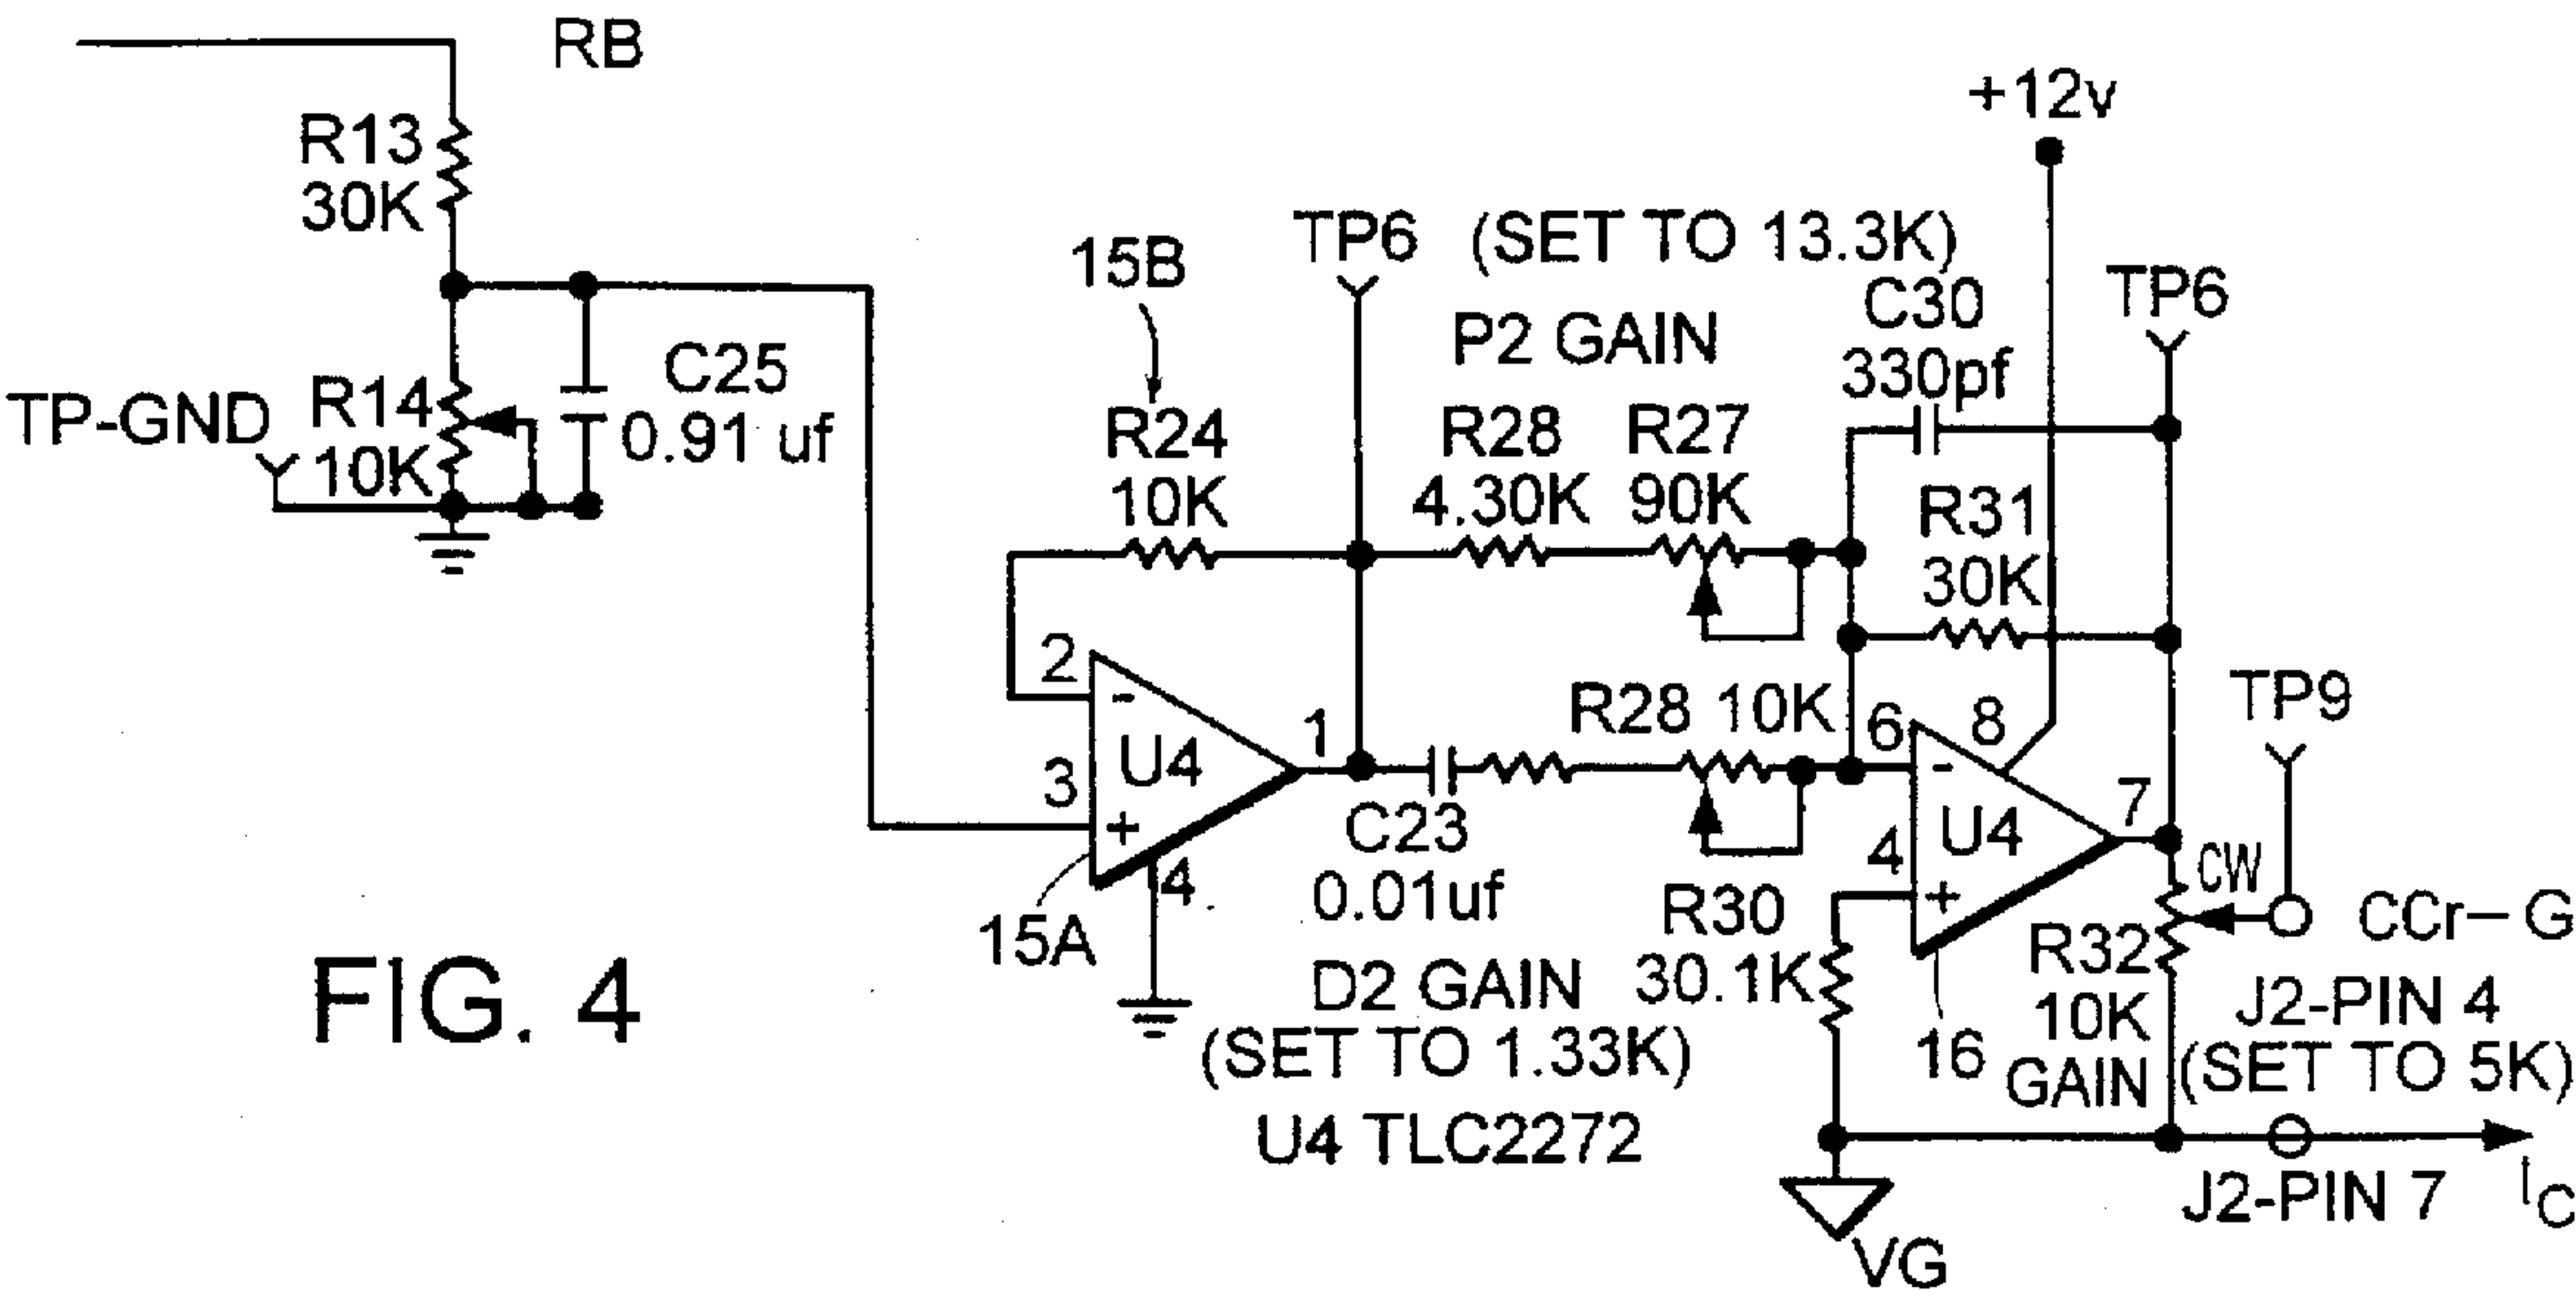 RB
R13
30K
TP-GND
R14
10K
C25
0.91 uf
15B
R24
10K
TP6
(SET TO 13.3K)
P2 GAIN
R28
4.30K
R27
90K
C30
330pf
+12v
TP6
R31
30K
2
-
U4
3
+
1
4
15A
C23
0.01uf
D2 GAIN
(SET TO 1.33K)
U4 TLC2272
R28 10K
R30
30.1K
6
-
8
U4
4
+
7
16
CW
R32
10K
GAIN
TP9
CCr-G
J2-PIN 4
(SET TO 5K)
J2-PIN 7
IC
VG
FIG. 4